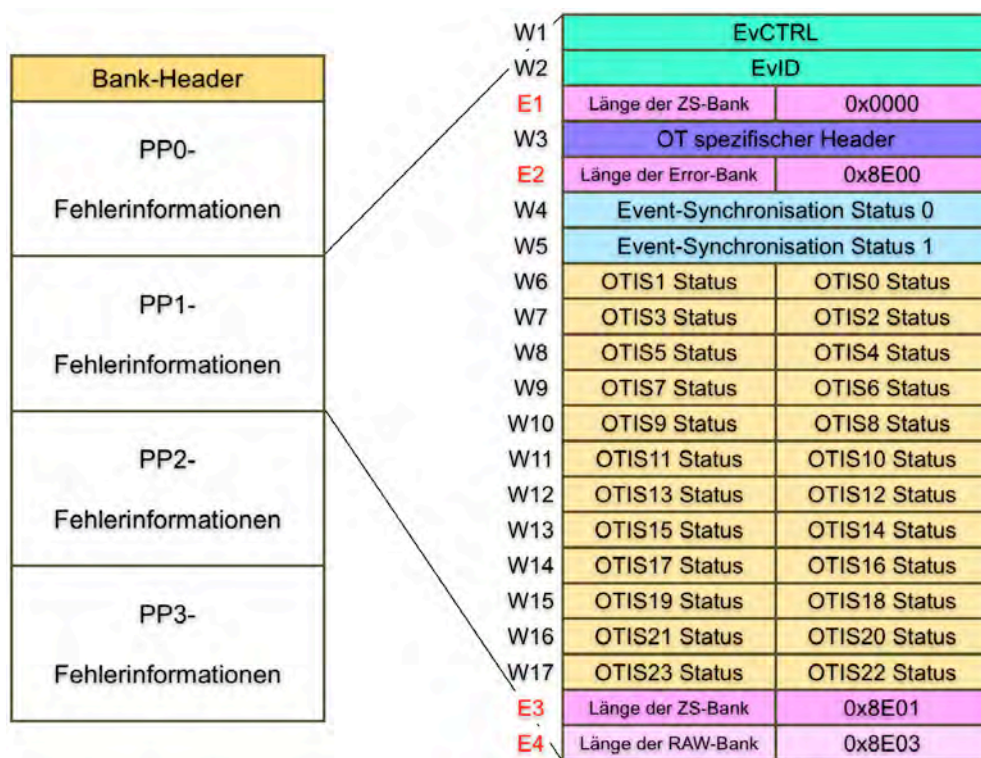 Bank-Header
PP0-
Fehlerinformationen
PP1-
Fehlerinformationen
PP2-
Fehlerinformationen
PP3-
Fehlerinformationen
W1 EvCTRL
W2 EvID
E1 Länge der ZS-Bank 0x0000
W3 OT spezifischer Header
E2 Länge der Error-Bank 0x8E00
W4 Event-Synchronisation Status 0
W5 Event-Synchronisation Status 1
W6 OTIS1 Status OTIS0 Status
W7 OTIS3 Status OTIS2 Status
W8 OTIS5 Status OTIS4 Status
W9 OTIS7 Status OTIS6 Status
W10 OTIS9 Status OTIS8 Status
W11 OTIS11 Status OTIS10 Status
W12 OTIS13 Status OTIS12 Status
W13 OTIS15 Status OTIS14 Status
W14 OTIS17 Status OTIS16 Status
W15 OTIS19 Status OTIS18 Status
W16 OTIS21 Status OTIS20 Status
W17 OTIS23 Status OTIS22 Status
E3 Länge der ZS-Bank 0x8E01
E4 Länge der RAW-Bank 0x8E03